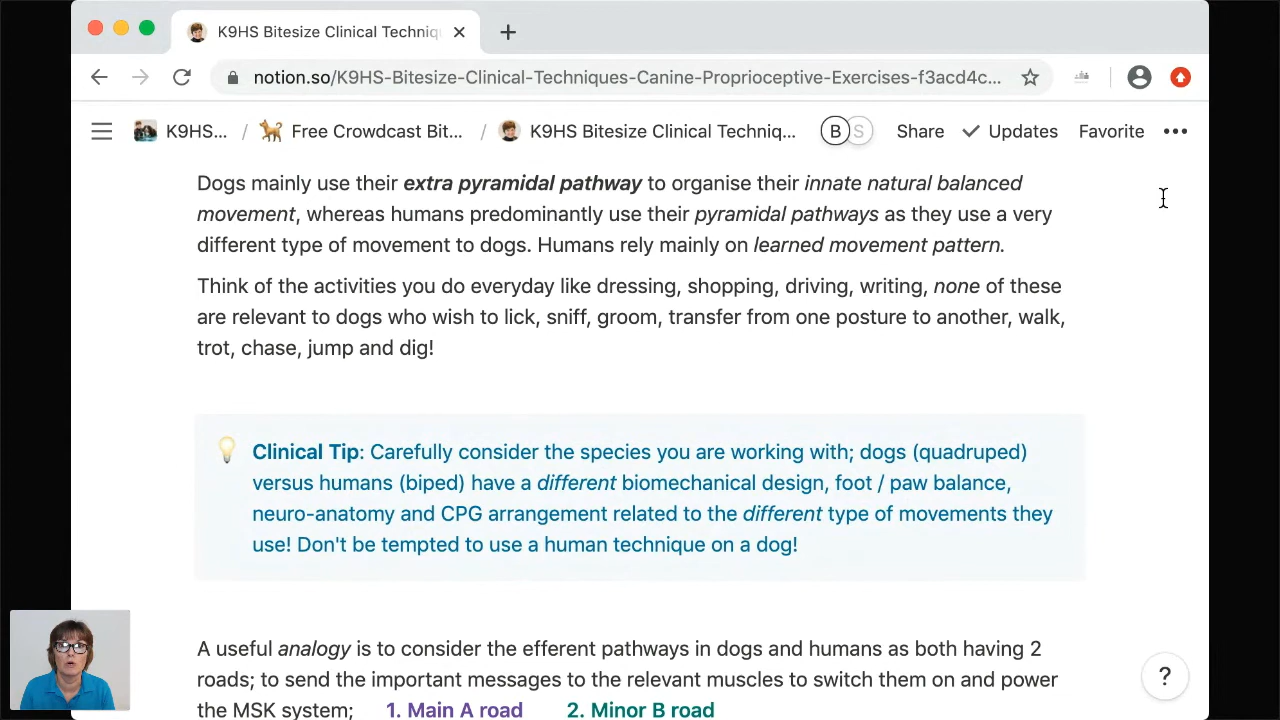 K9HS Bitesize Clinical Techniq
notion.so/K9HS-Bitesize-Clinical-Techniques-Canine-Proprioceptive-Exercises-f3acd4c...
K9HS... / Free Crowdcast Bit... / K9HS Bitesize Clinical Techniq... B S Share Updates Favorite
Dogs mainly use their extra pyramidal pathway to organise their innate natural balanced
movement, whereas humans predominantly use their pyramidal pathways as they use a very
different type of movement to dogs. Humans rely mainly on learned movement pattern.
Think of the activities you do everyday like dressing, shopping, driving, writing, none of these
are relevant to dogs who wish to lick, sniff, groom, transfer from one posture to another, walk,
trot, chase, jump and dig!
Clinical Tip: Carefully consider the species you are working with; dogs (quadruped)
versus humans (biped) have a different biomechanical design, foot / paw balance,
neuro-anatomy and CPG arrangement related to the different type of movements they
use! Don't be tempted to use a human technique on a dog!
A useful analogy is to consider the efferent pathways in dogs and humans as both having 2
roads; to send the important messages to the relevant muscles to switch them on and power
the MSK system; 1. Main A road 2. Minor B road
?